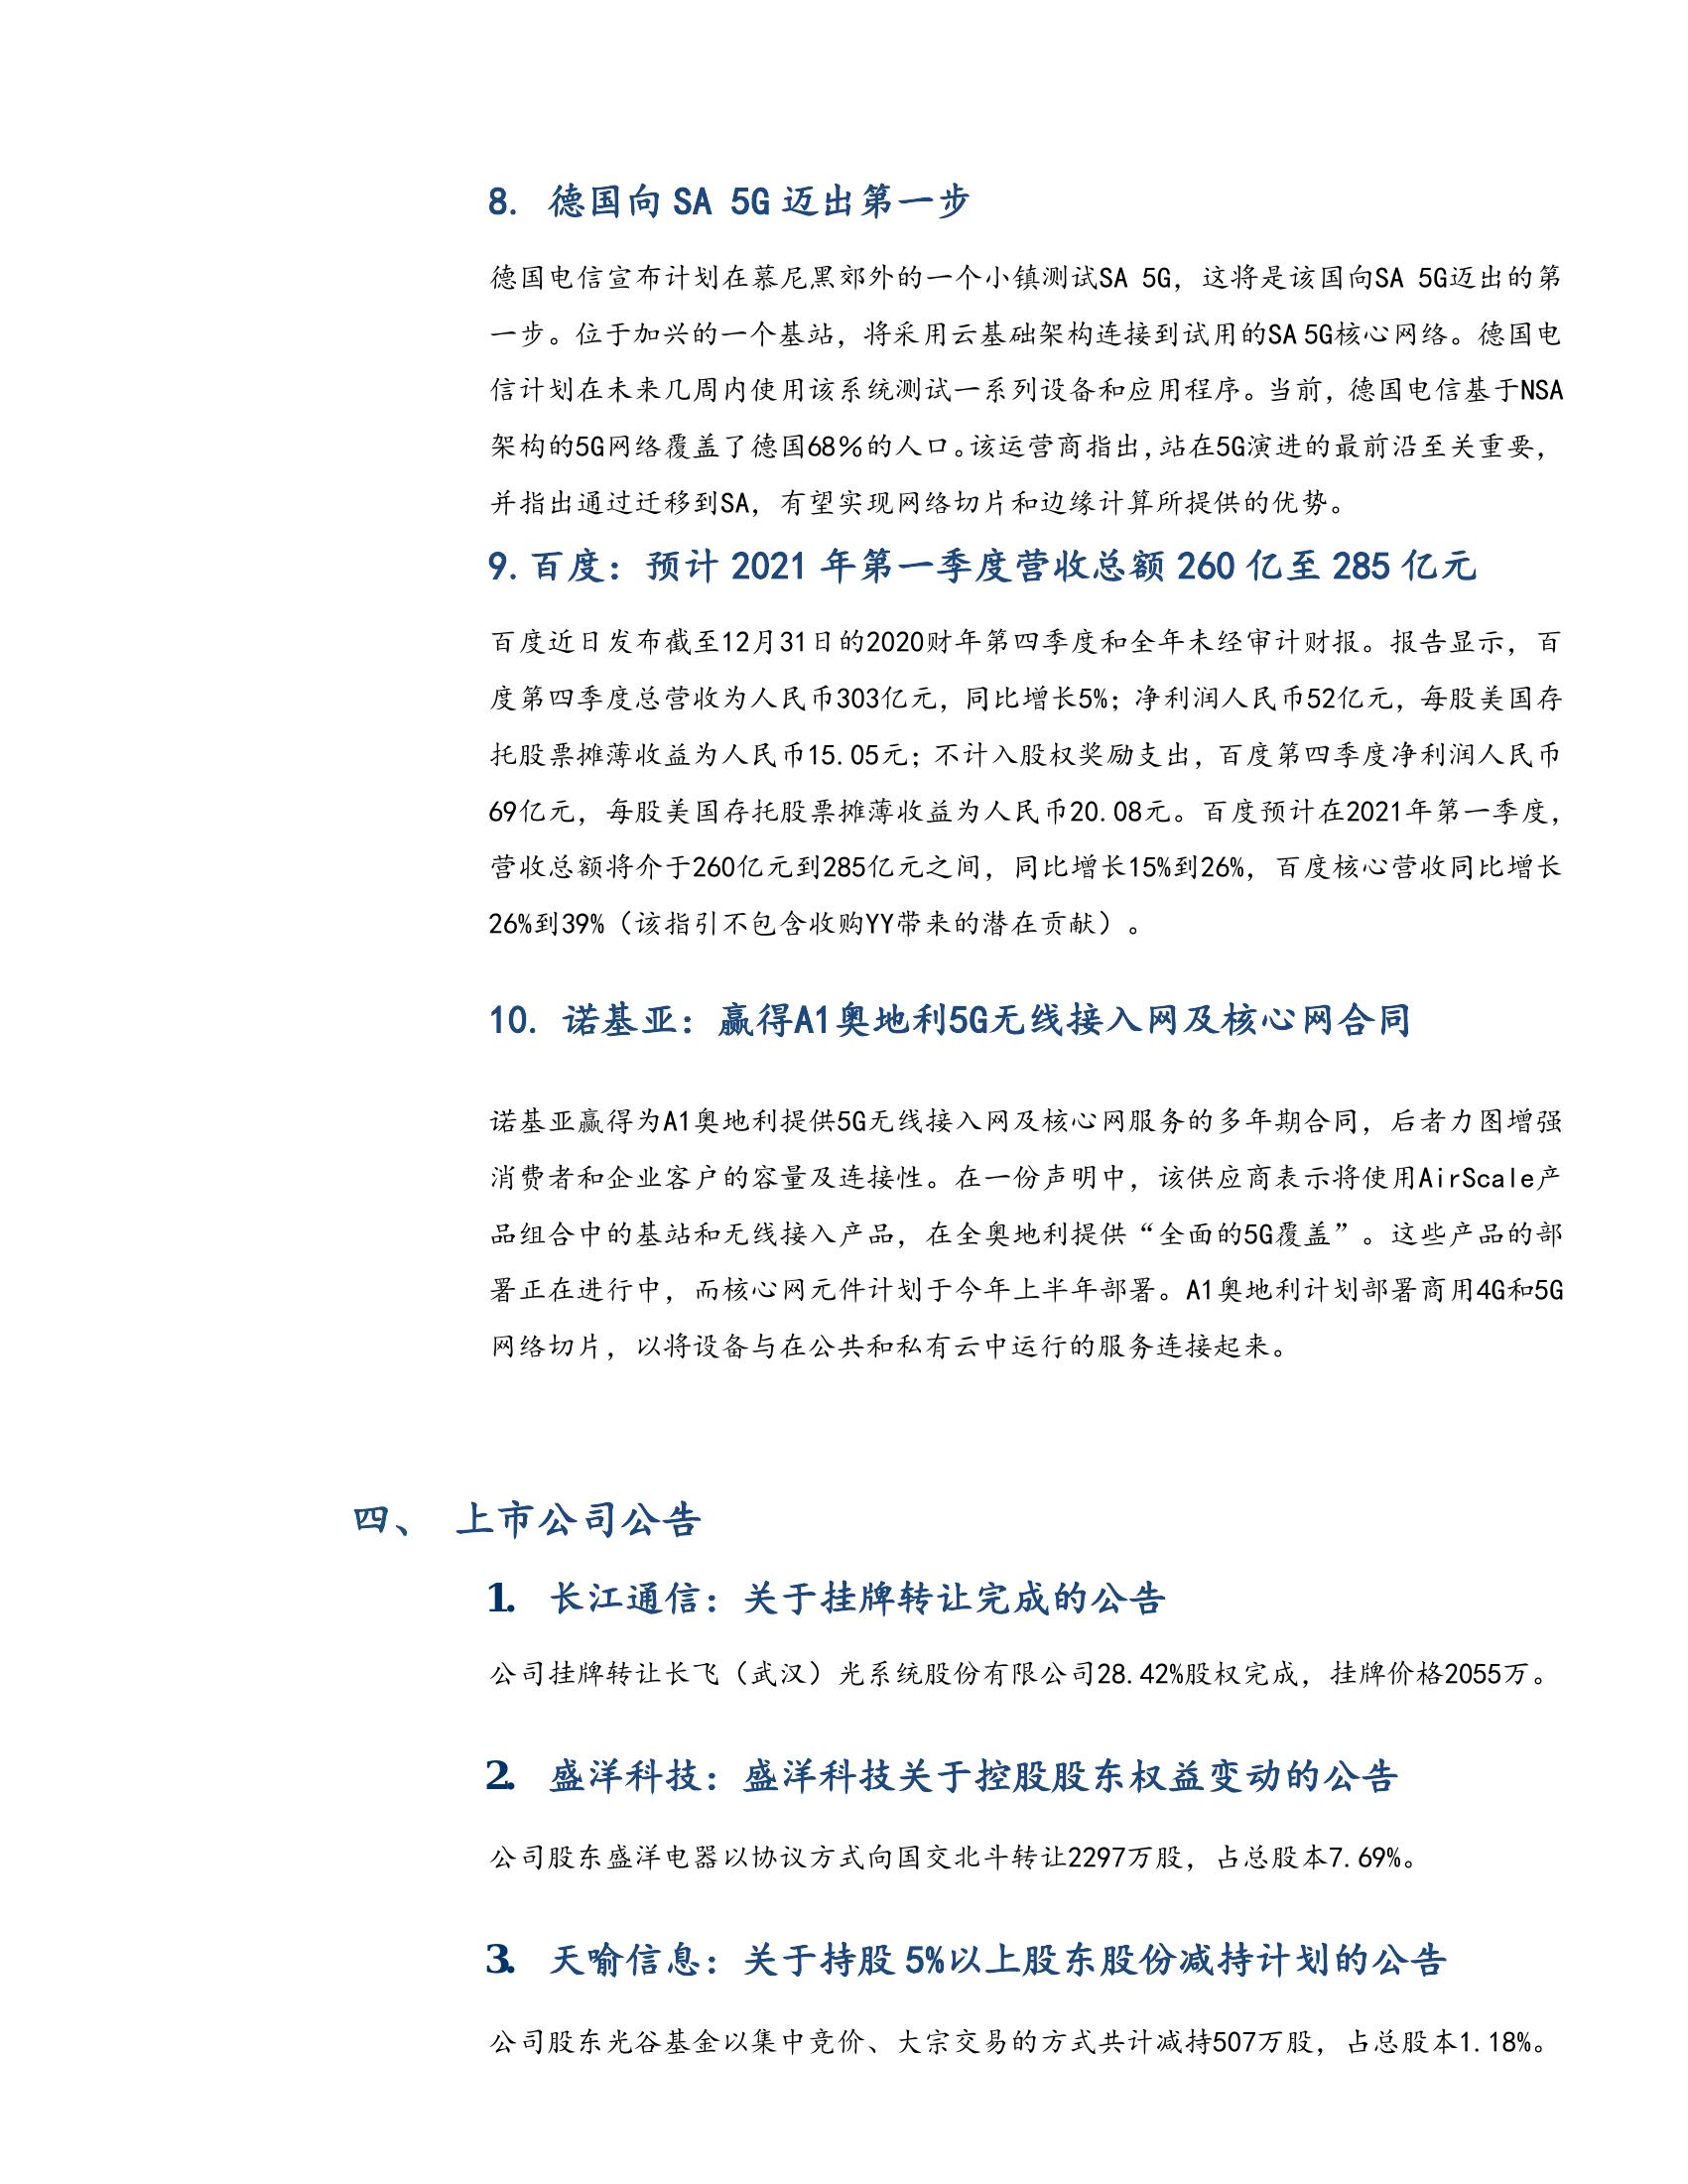 8. 德国向 SA 5G 迈出第一步
德国电信宣布计划在慕尼黑郊外的一个小镇测试SA 5G，这将是该国向SA 5G迈出的第
一步。位于加兴的一个基站，将采用云基础架构连接到试用的SA 5G核心网络。德国电
信计划在未来几周内使用该系统测试一系列设备和应用程序。当前，德国电信基于NSA
架构的5G网络覆盖了德国68％的人口。该运营商指出，站在5G演进的最前沿至关重要，
并指出通过迁移到SA，有望实现网络切片和边缘计算所提供的优势。
9. 百度：预计 2021 年第一季度营收总额 260 亿至 285 亿元
百度近日发布截至12月31日的2020财年第四季度和全年未经审计财报。报告显示，百
度第四季度总营收为人民币303亿元，同比增长5%；净利润人民币52亿元，每股美国存
托股票摊薄收益为人民币15.05元；不计入股权奖励支出，百度第四季度净利润人民币
69亿元，每股美国存托股票摊薄收益为人民币20.08元。百度预计在2021年第一季度，
营收总额将介于260亿元到285亿元之间，同比增长15%到26%，百度核心营收同比增长
26%到39%（该指引不包含收购YY带来的潜在贡献）。
10. 诺基亚：赢得A1奥地利5G无线接入网及核心网合同
诺基亚赢得为A1奥地利提供5G无线接入网及核心网服务的多年期合同，后者力图增强
消费者和企业客户的容量及连接性。在一份声明中，该供应商表示将使用AirScale产
品组合中的基站和无线接入产品，在全奥地利提供“全面的5G覆盖”。这些产品的部
署正在进行中，而核心网元件计划于今年上半年部署。A1奥地利计划部署商用4G和5G
网络切片，以将设备与在公共和私有云中运行的服务连接起来。
四、 上市公司公告
1. 长江通信：关于挂牌转让完成的公告
公司挂牌转让长飞（武汉）光系统股份有限公司28.42%股权完成，挂牌价格2055万。
2. 盛洋科技：盛洋科技关于控股股东权益变动的公告
公司股东盛洋电器以协议方式向国交北斗转让2297万股，占总股本7.69%。
3. 天喻信息：关于持股 5%以上股东股份减持计划的公告
公司股东光谷基金以集中竞价、大宗交易的方式共计减持507万股，占总股本1.18%。